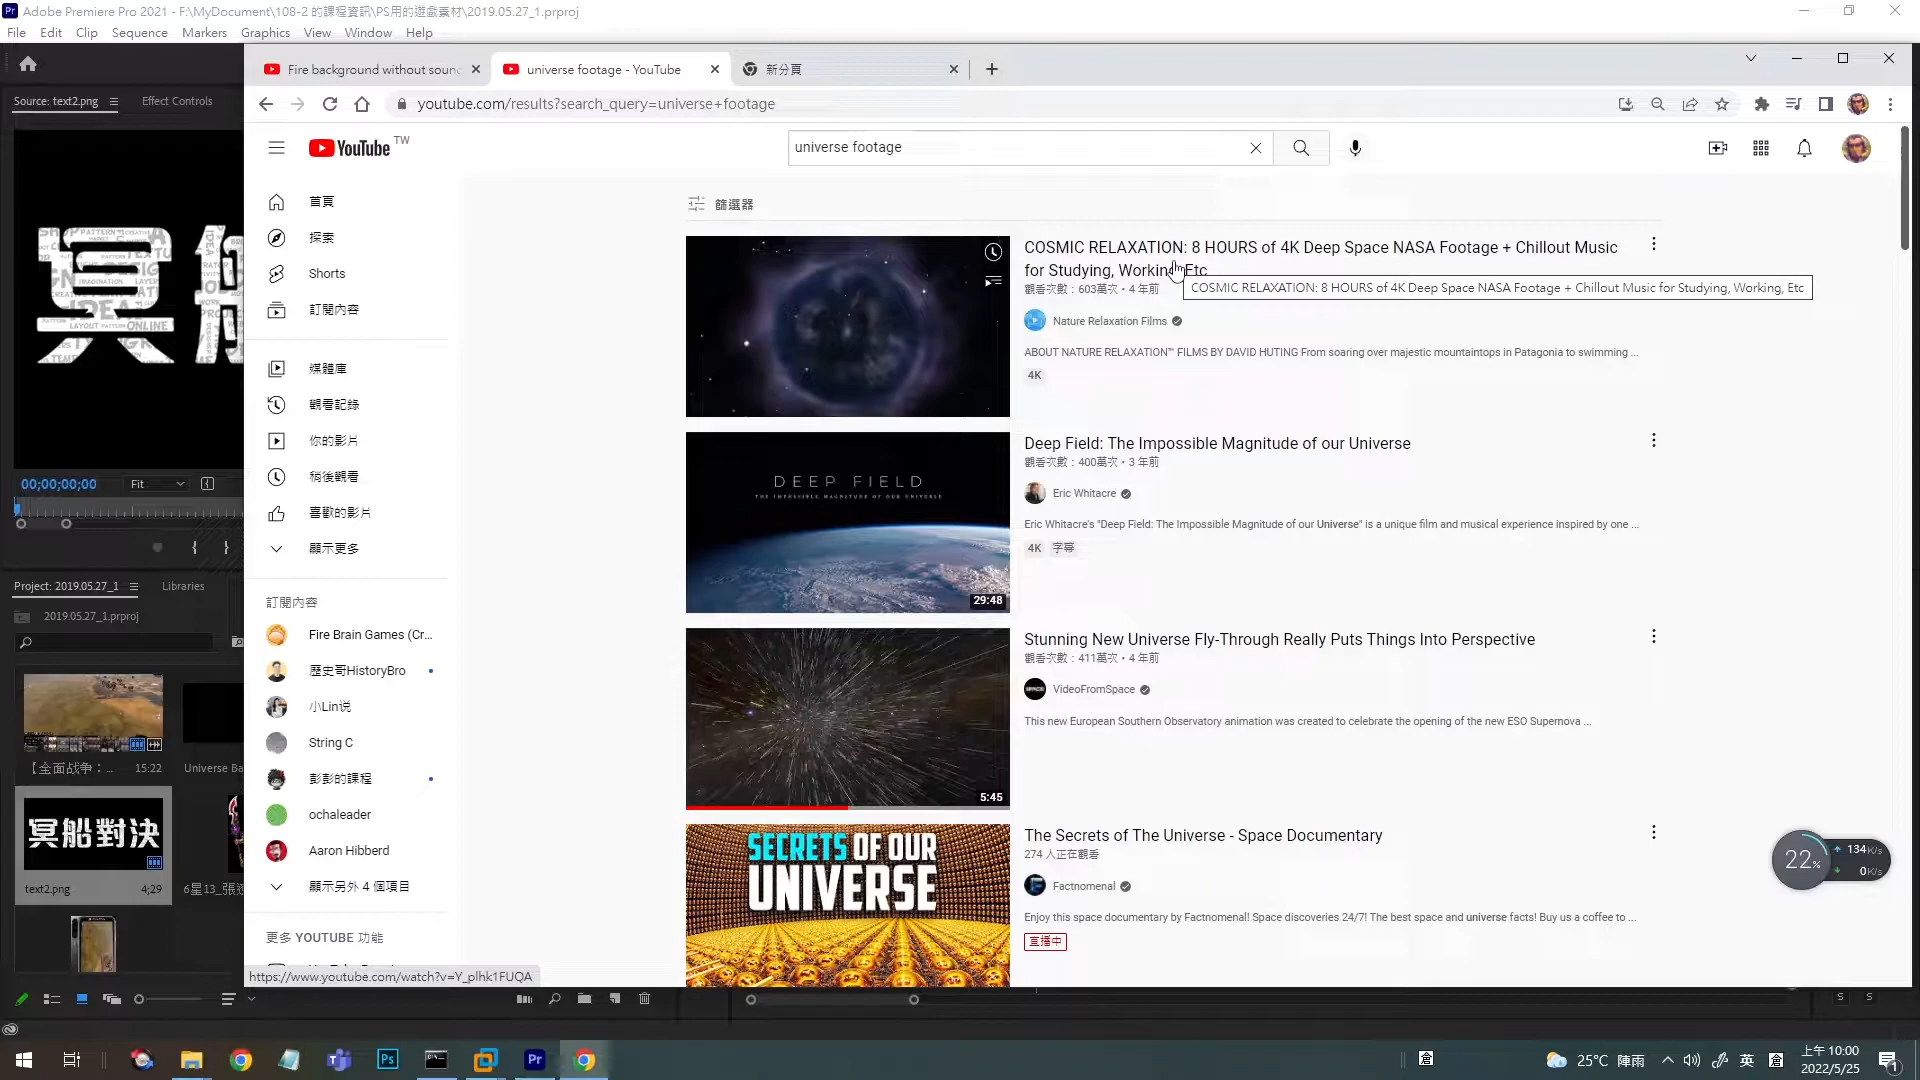 Adobe Premiere Pro 2021 - F:\MyDocument\108-2 的課程資訊\PS用的遊戲素材\2019.05.27_1.prproj
File Edit Clip Sequence Markers Graphics View Window Help
Fire background without soun
universe footage - YouTube
新分頁
Source: text2.png
Effect Controls
youtube.com/results?search_query=universe+footage
YouTube TW
universe footage
首頁
探索
Shorts
訂閱內容
媒體庫
觀看記錄
你的影片
稍後觀看
喜歡的影片
顯示更多
訂閱內容
Fire Brain Games (Cr...
歷史哥HistoryBro
小Lin说
String C
彭彭的課程
ochaleader
Aaron Hibberd
顯示另外 4 個項目
更多 YOUTUBE 功能
https://www.youtube.com/watch?v=Y_plhk1FUQA
篩選器
COSMIC RELAXATION: 8 HOURS of 4K Deep Space NASA Footage + Chillout Music
for Studying, Working, Etc
觀看次數：603萬次・4 年前
COSMIC RELAXATION: 8 HOURS of 4K Deep Space NASA Footage + Chillout Music for Studying, Working, Etc
Nature Relaxation Films
ABOUT NATURE RELAXATION™ FILMS BY DAVID HUTING From soaring over majestic mountaintops in Patagonia to swimming ...
4K
DEEP FIELD
THE IMPOSSIBLE MAGNITUDE OF OUR UNIVERSE
29:48
Deep Field: The Impossible Magnitude of our Universe
觀看次數：400萬次・3 年前
Eric Whitacre
Eric Whitacre's "Deep Field: The Impossible Magnitude of our Universe" is a unique film and musical experience inspired by one ...
4K 字幕
5:45
Stunning New Universe Fly-Through Really Puts Things Into Perspective
觀看次數：411萬次・4 年前
VideoFromSpace
This new European Southern Observatory animation was created to celebrate the opening of the new ESO Supernova ...
SECRETS OF OUR
UNIVERSE
The Secrets of The Universe - Space Documentary
274 人正在觀看
Factnomenal
Enjoy this space documentary by Factnomenal! Space discoveries 24/7! The best space and universe facts! Buy us a coffee to ...
直播中
冥船
00;00;00;00
Fit
Project: 2019.05.27_1
Libraries
2019.05.27_1.prproj
【全面战争：...
15:22
Universe Ba
冥船對決
text2.png
4;29
6星13_張
22%
134K/s
0K/s
S S
Ps
Pr
倉
25°C 陣雨
英
倉
上午 10:00
2022/5/25
1